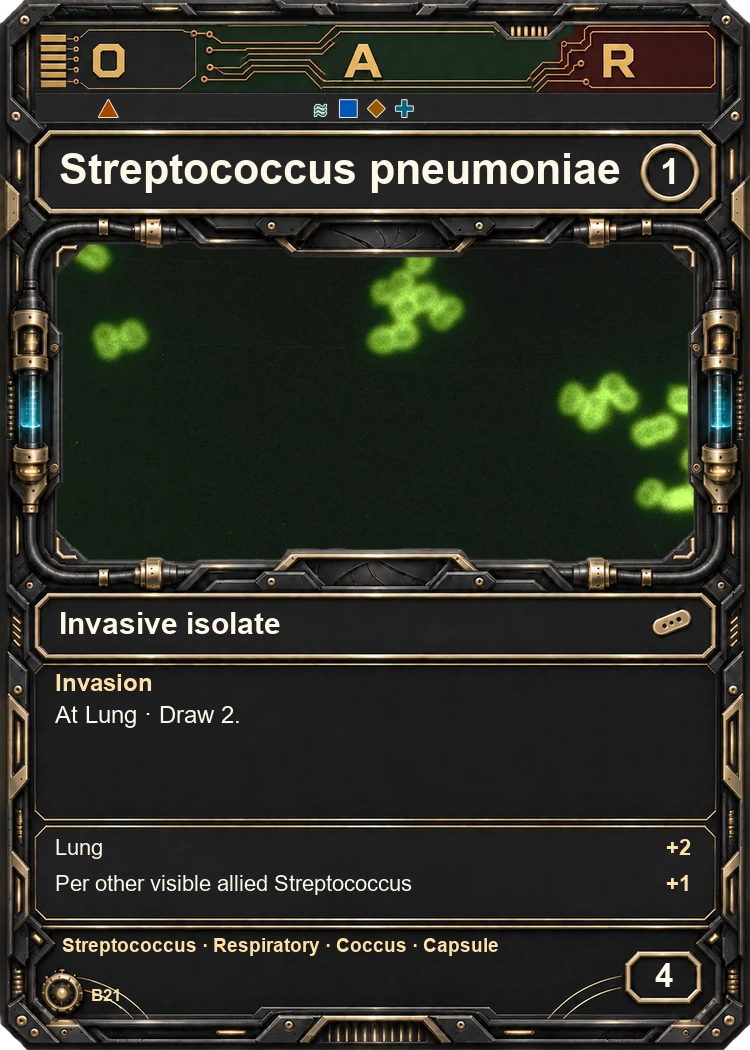 O A R
Streptococcus pneumoniae 1
Invasive isolate
Invasion
At Lung · Draw 2.
Lung +2
Per other visible allied Streptococcus +1
Streptococcus · Respiratory · Coccus · Capsule
4
B21